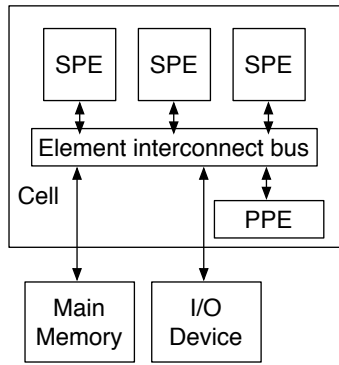 SPE
SPE
SPE
Element interconnect bus
Cell
PPE
Main
Memory
I/O
Device